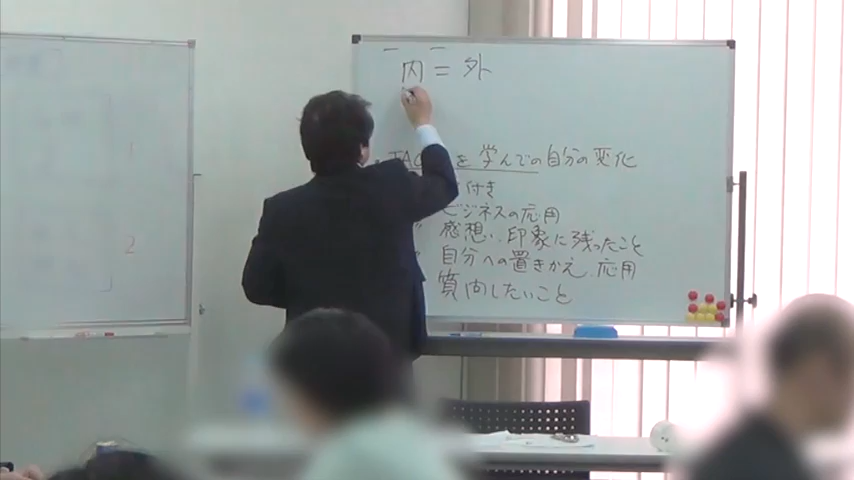 内 = 外
TAC を学んでの自分の変化
付き
ビジネスの応用
感想、印象に残ったこと
自分への置きかえ、応用
質問したいこと
2